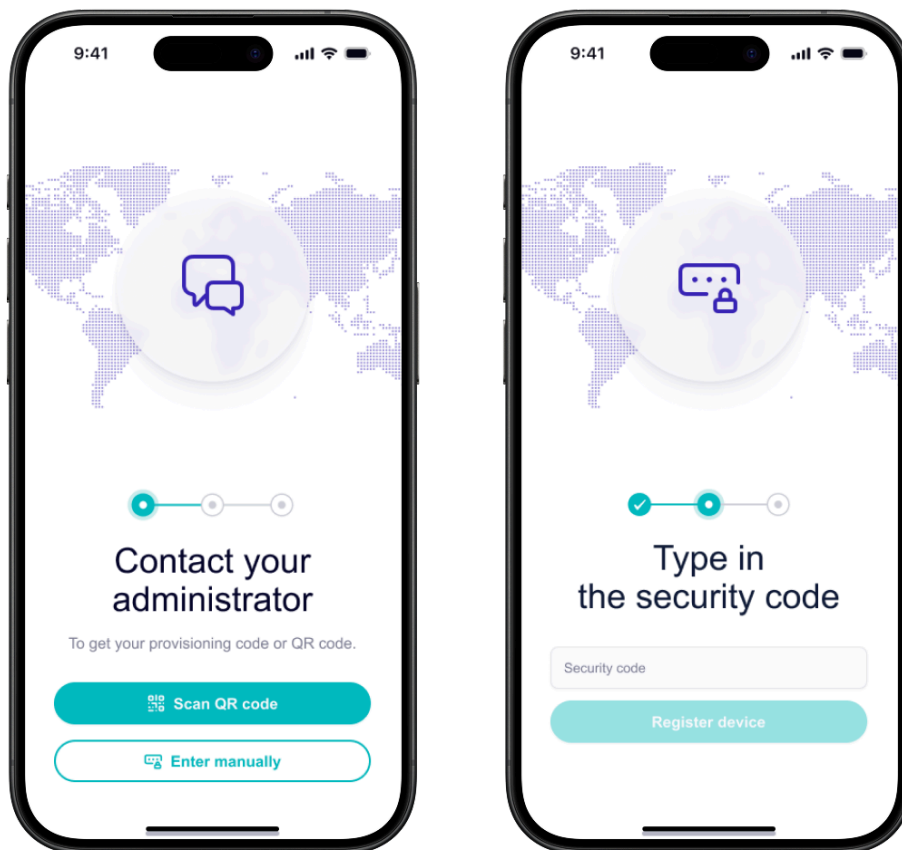 9:41
Contact your
administrator
To get your provisioning code or QR code.
Scan QR code
Enter manually
9:41
Type in
the security code
Security code
Register device